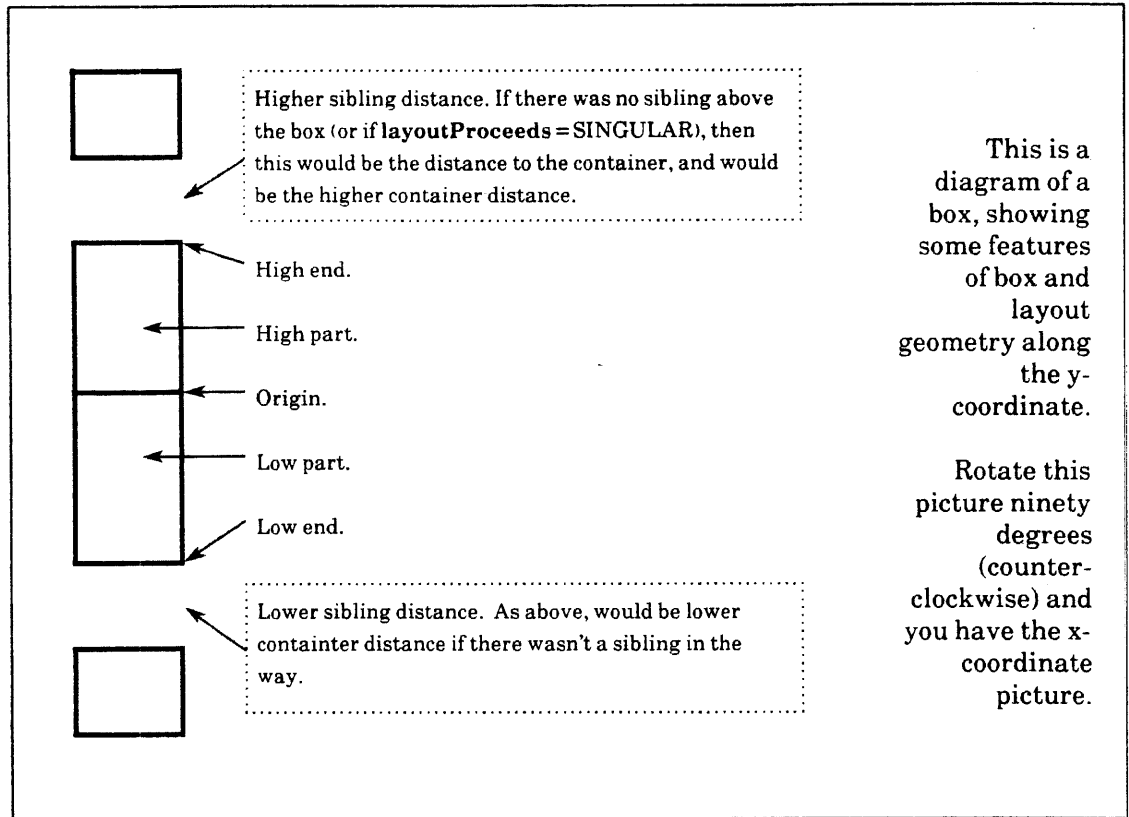 Higher sibling distance. If there was no sibling above
the box (or if layoutProceeds = SINGULAR), then
this would be the distance to the container, and would
be the higher container distance.
High end.
High part.
Origin.
Low part.
Low end.
Lower sibling distance. As above, would be lower
containter distance if there wasn't a sibling in the
way.
This is a
diagram of a
box, showing
some features
of box and
layout
geometry along
the y-
coordinate.
Rotate this
picture ninety
degrees
(counter-
clockwise) and
you have the x-
coordinate
picture.